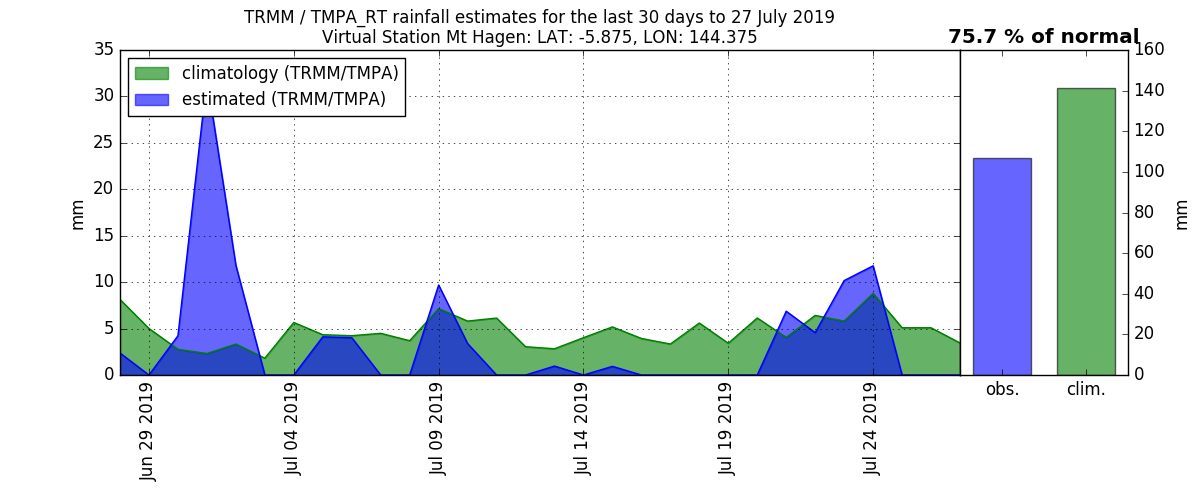 TRMM / TMPA_RT rainfall estimates for the last 30 days to 27 July 2019
Virtual Station Mt Hagen: LAT: -5.875, LON: 144.375
75.7 % of normal
climatology (TRMM/TMPA)
estimated (TRMM/TMPA)
35
30
25
20
15
10
5
0
mm
Jun 29 2019
Jul 04 2019
Jul 09 2019
Jul 14 2019
Jul 19 2019
Jul 24 2019
160
140
120
100
80
60
40
20
0
mm
obs.
clim.